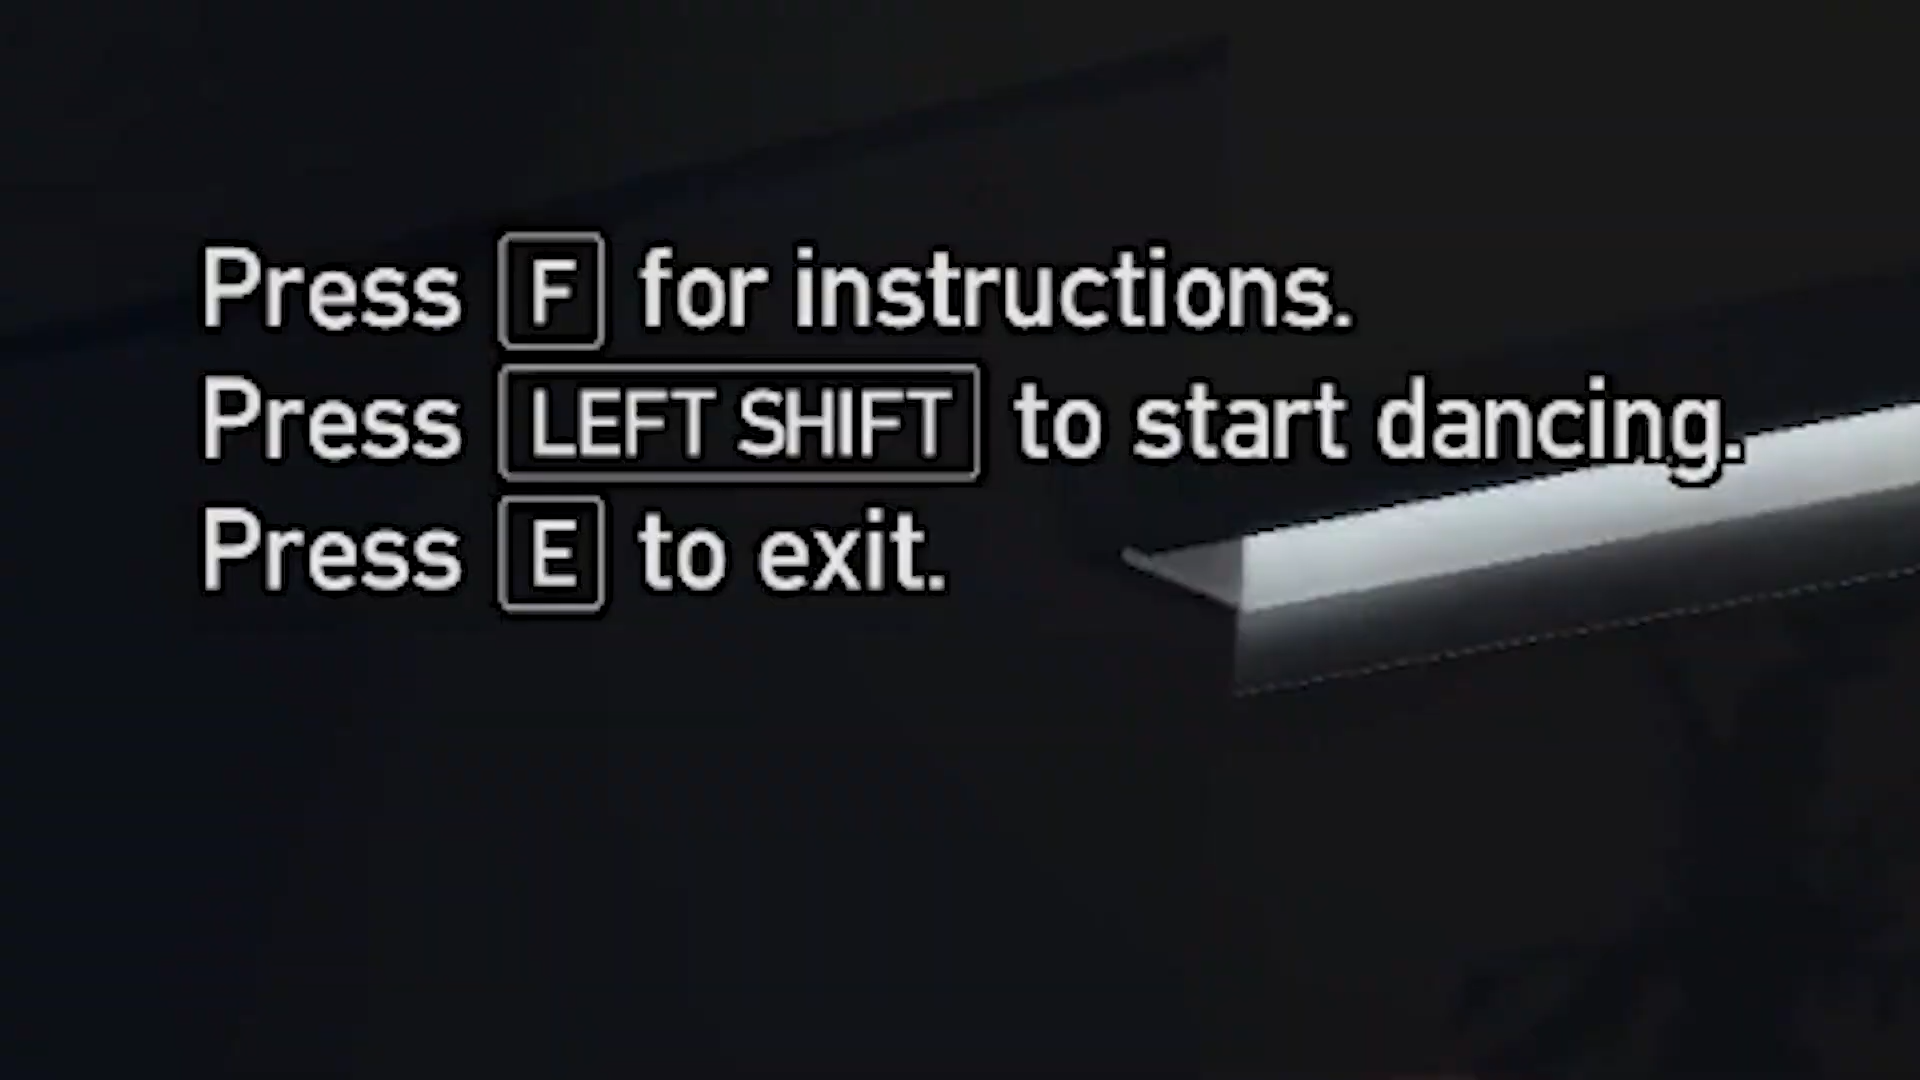 Press F for instructions.
Press LEFT SHIFT to start dancing.
Press E to exit.